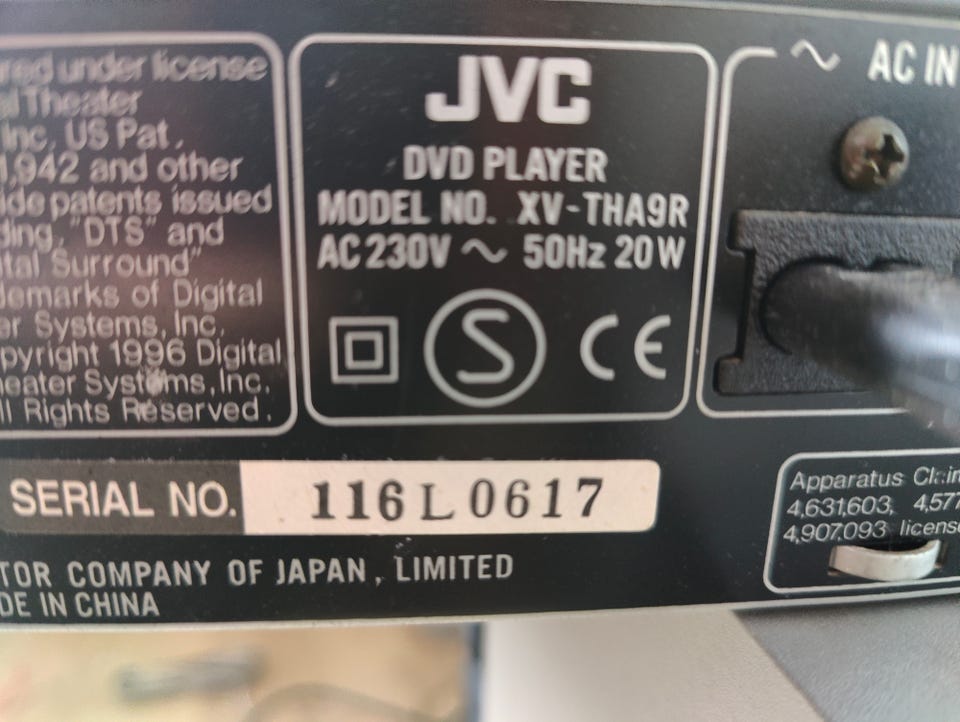 red under license
al Theater
Inc, US Pat.
1,942 and other
ide patents issued
ding, "DTS" and
ital Surround"
demarks of Digital
er Systems, Inc.
pyright 1996 Digital
heater Systems, Inc.
ll Rights Reserved.
JVC
DVD PLAYER
MODEL NO. XV-THA9R
AC 230V ~ 50Hz 20W
S CE
~ AC IN
SERIAL NO. 116L0617
TOR COMPANY OF JAPAN, LIMITED
DE IN CHINA
Apparatus Claim
4,631,603, 4,577
4,907,093 license